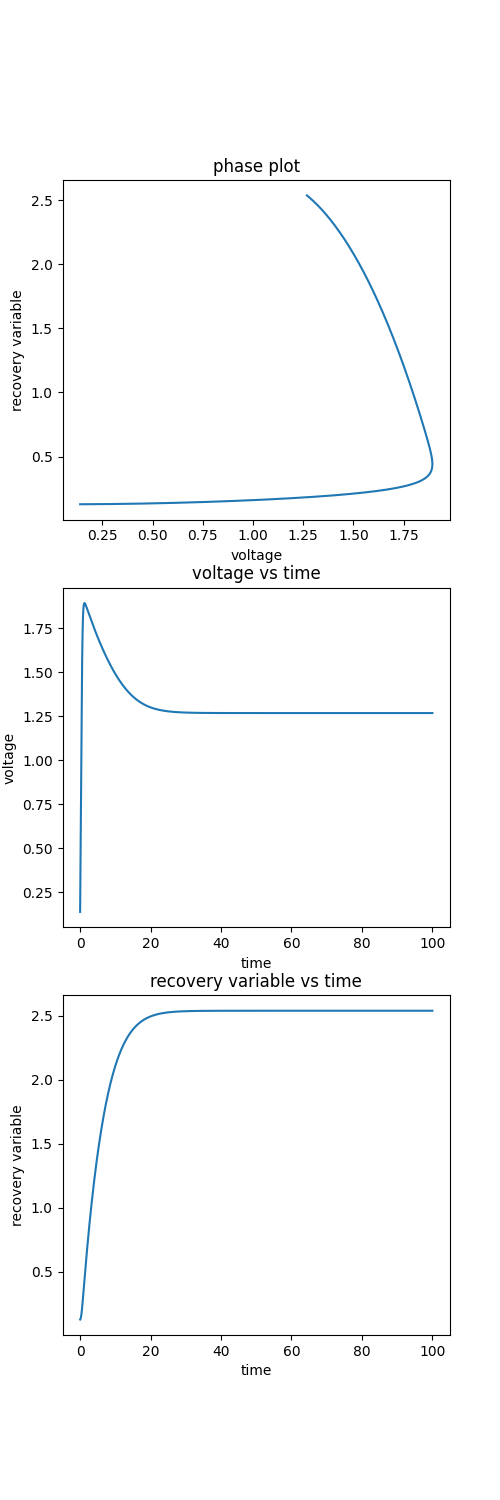 phase plot
2.5
2.0
1.5
1.0
0.5
recovery variable
0.25 0.50 0.75 1.00 1.25 1.50 1.75
voltage
voltage vs time
1.75
1.50
1.25
1.00
0.75
0.50
0.25
voltage
0 20 40 60 80 100
time
recovery variable vs time
2.5
2.0
1.5
1.0
0.5
recovery variable
0 20 40 60 80 100
time